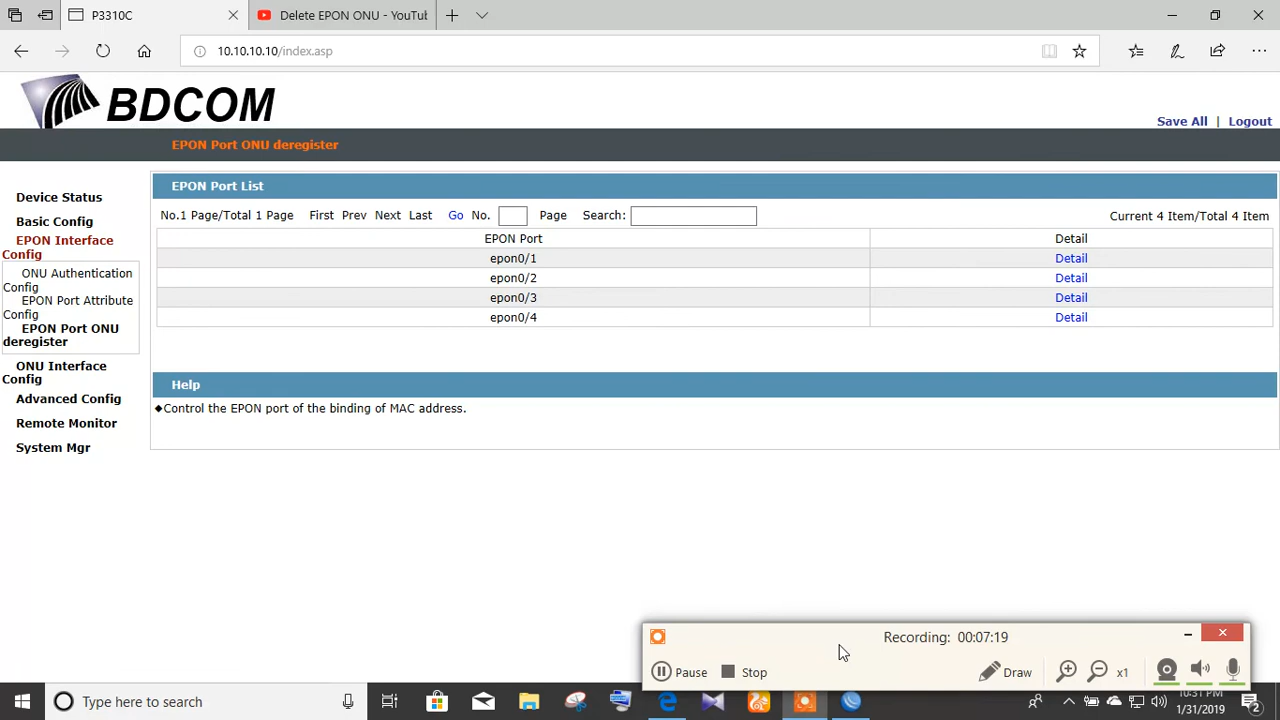 P3310C
Delete EPON ONU - YouTul
10.10.10.10/index.asp
BDCOM
Save All | Logout
EPON Port ONU deregister
Device Status
Basic Config
EPON Interface
Config
ONU Authentication
Config
EPON Port Attribute
Config
EPON Port ONU
deregister
ONU Interface
Config
Advanced Config
Remote Monitor
System Mgr
EPON Port List
No.1 Page/Total 1 Page First Prev Next Last Go No. Page Search: Current 4 Item/Total 4 Item
EPON Port Detail
epon0/1 Detail
epon0/2 Detail
epon0/3 Detail
epon0/4 Detail
Help
◆Control the EPON port of the binding of MAC address.
Recording: 00:07:19
Pause Stop Draw x1
Type here to search
10:31 PM
1/31/2019
2